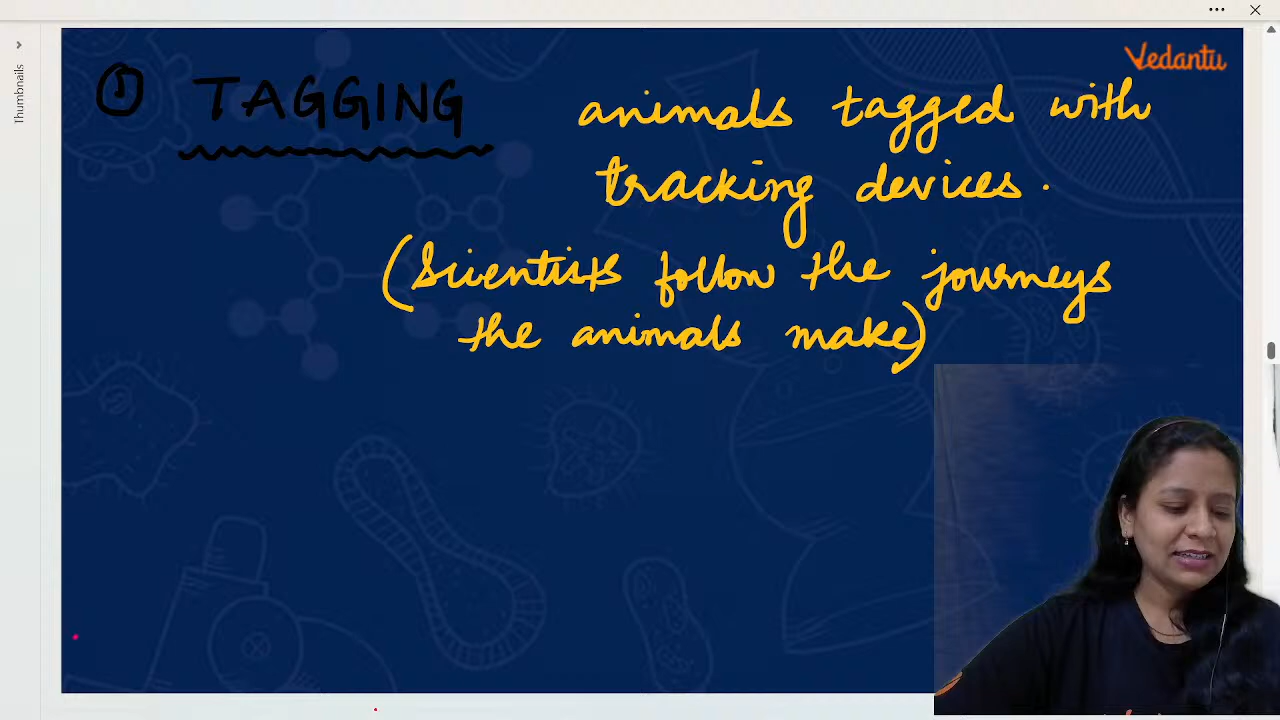 Thumbnails
Vedantu
① TAGGING
animals tagged with
tracking devices.
(Scientists follow the journeys
the animals make)